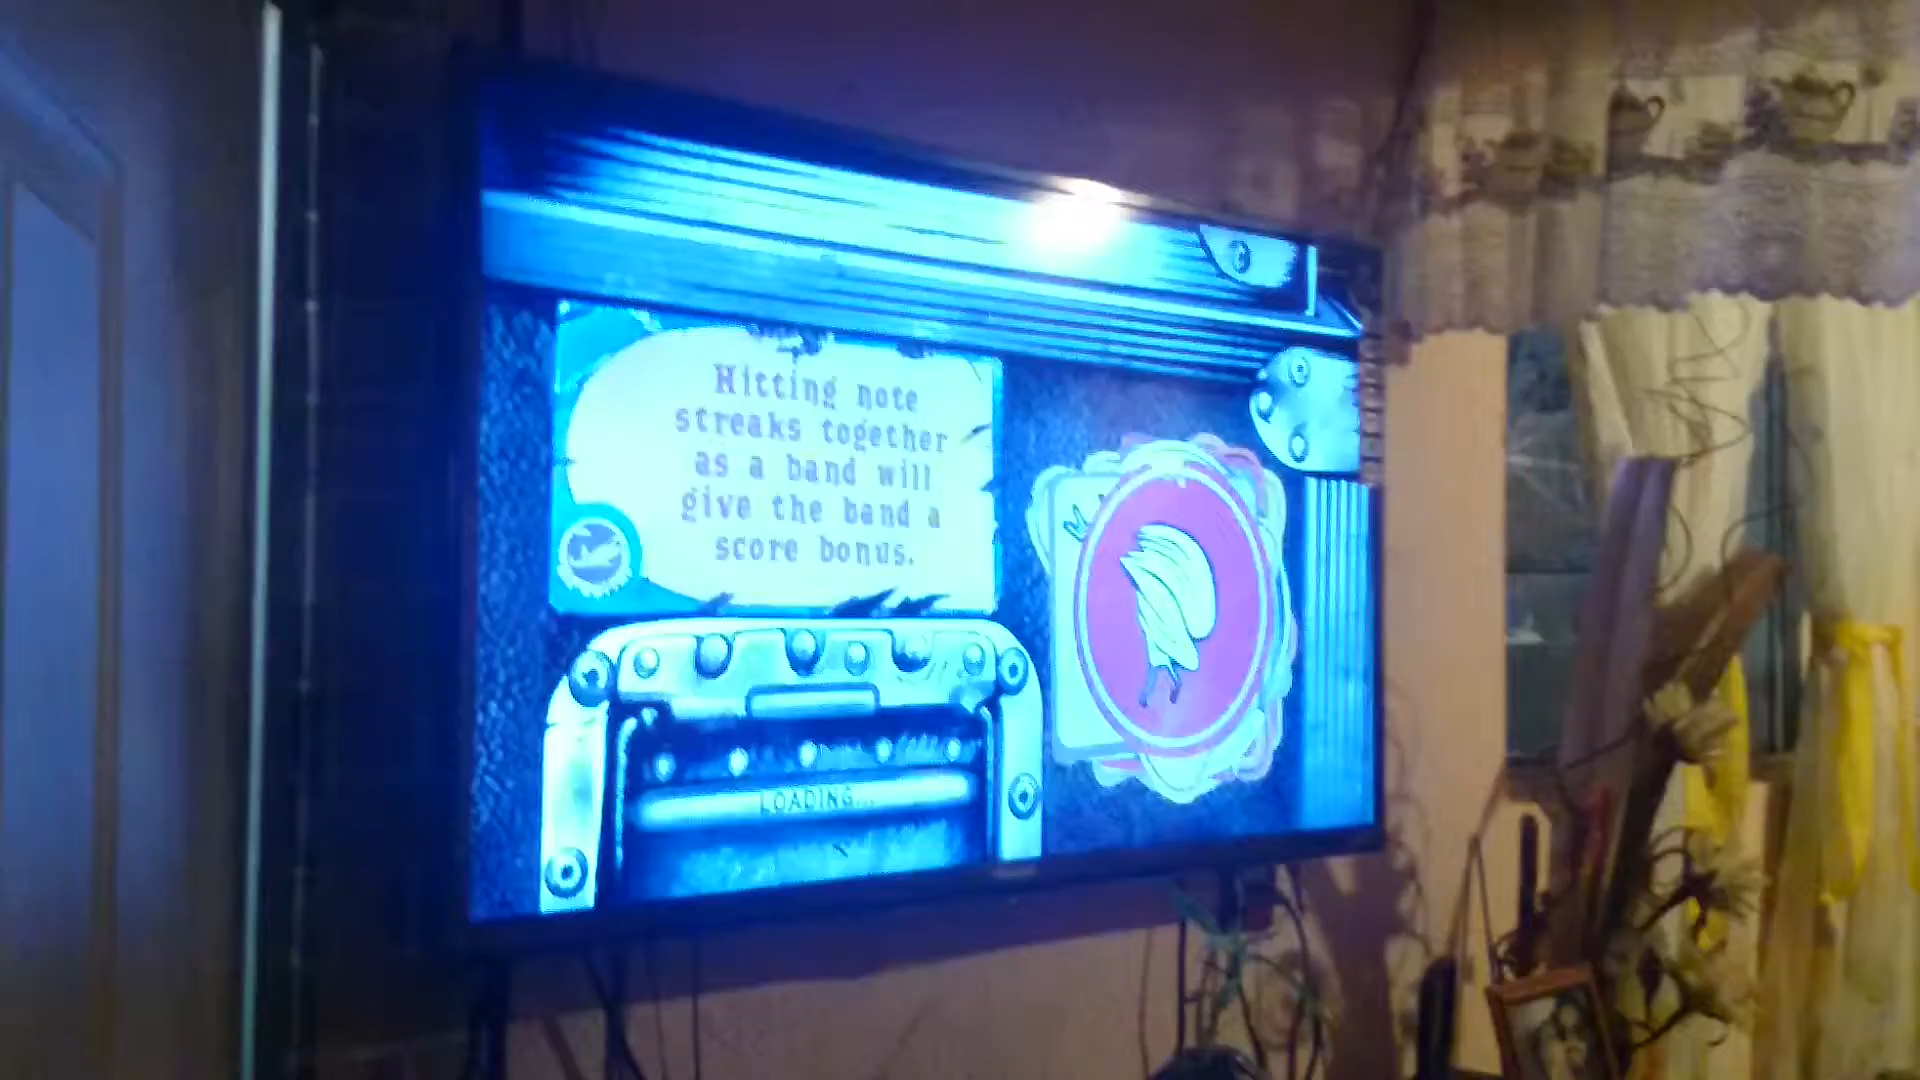 Hitting note
streaks together
as a band will
give the band a
score bonus.
LOADING...